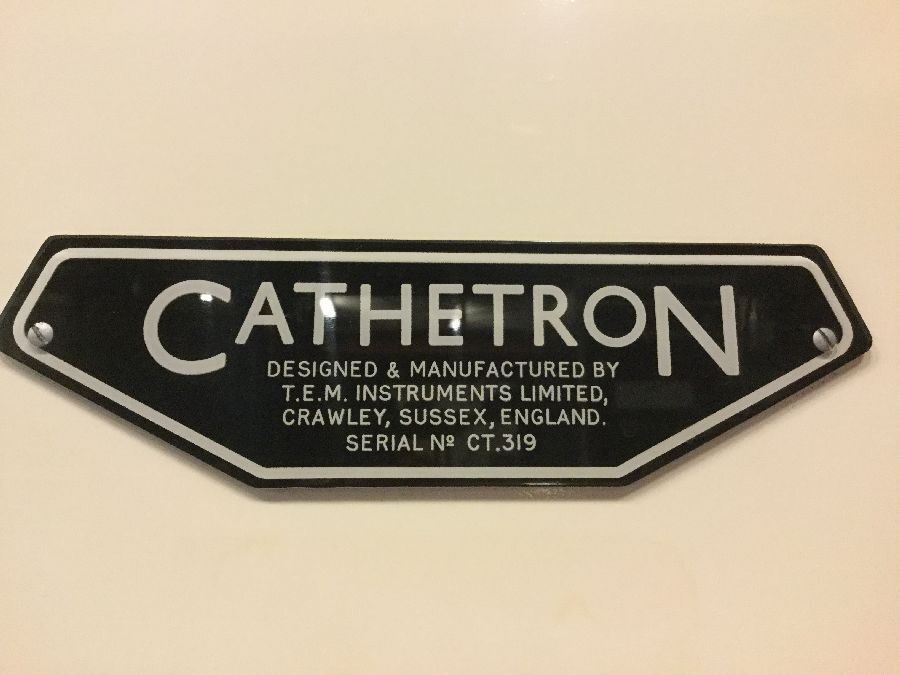 CATHETRON
DESIGNED & MANUFACTURED BY
T.E.M. INSTRUMENTS LIMITED,
CRAWLEY, SUSSEX, ENGLAND.
SERIAL Nº CT.319